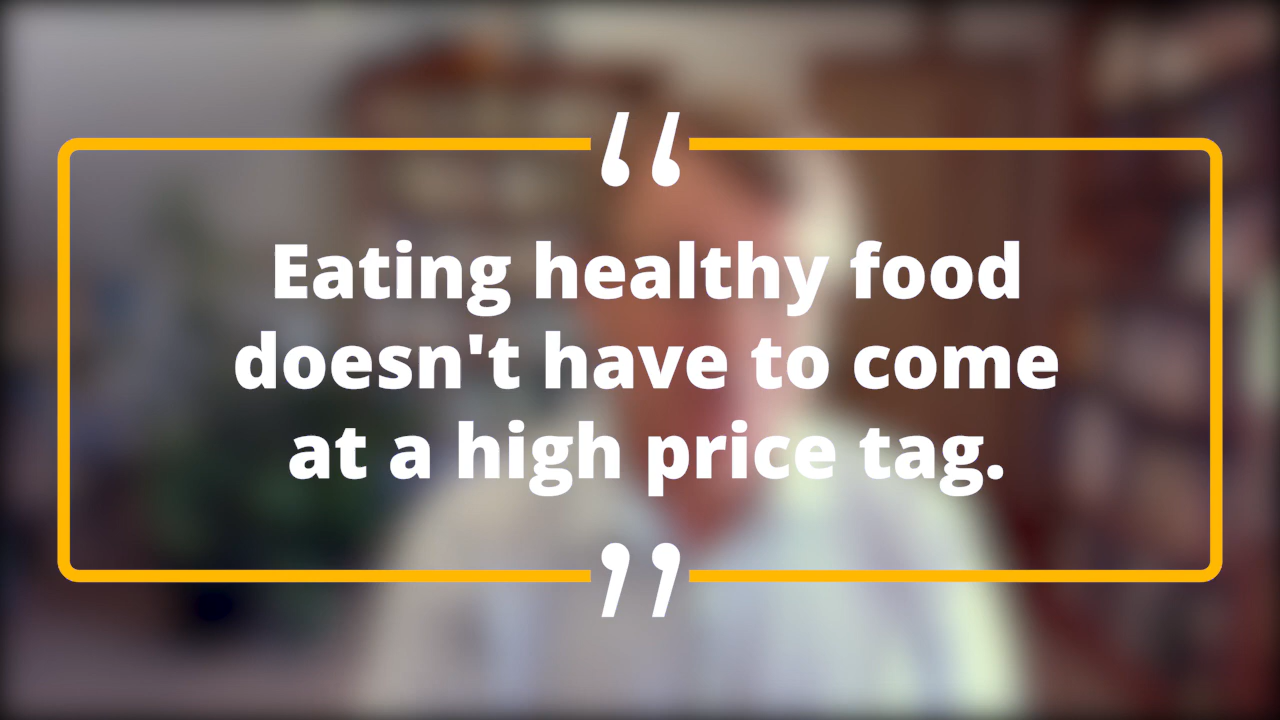 “
Eating healthy food
doesn't have to come
at a high price tag.
”